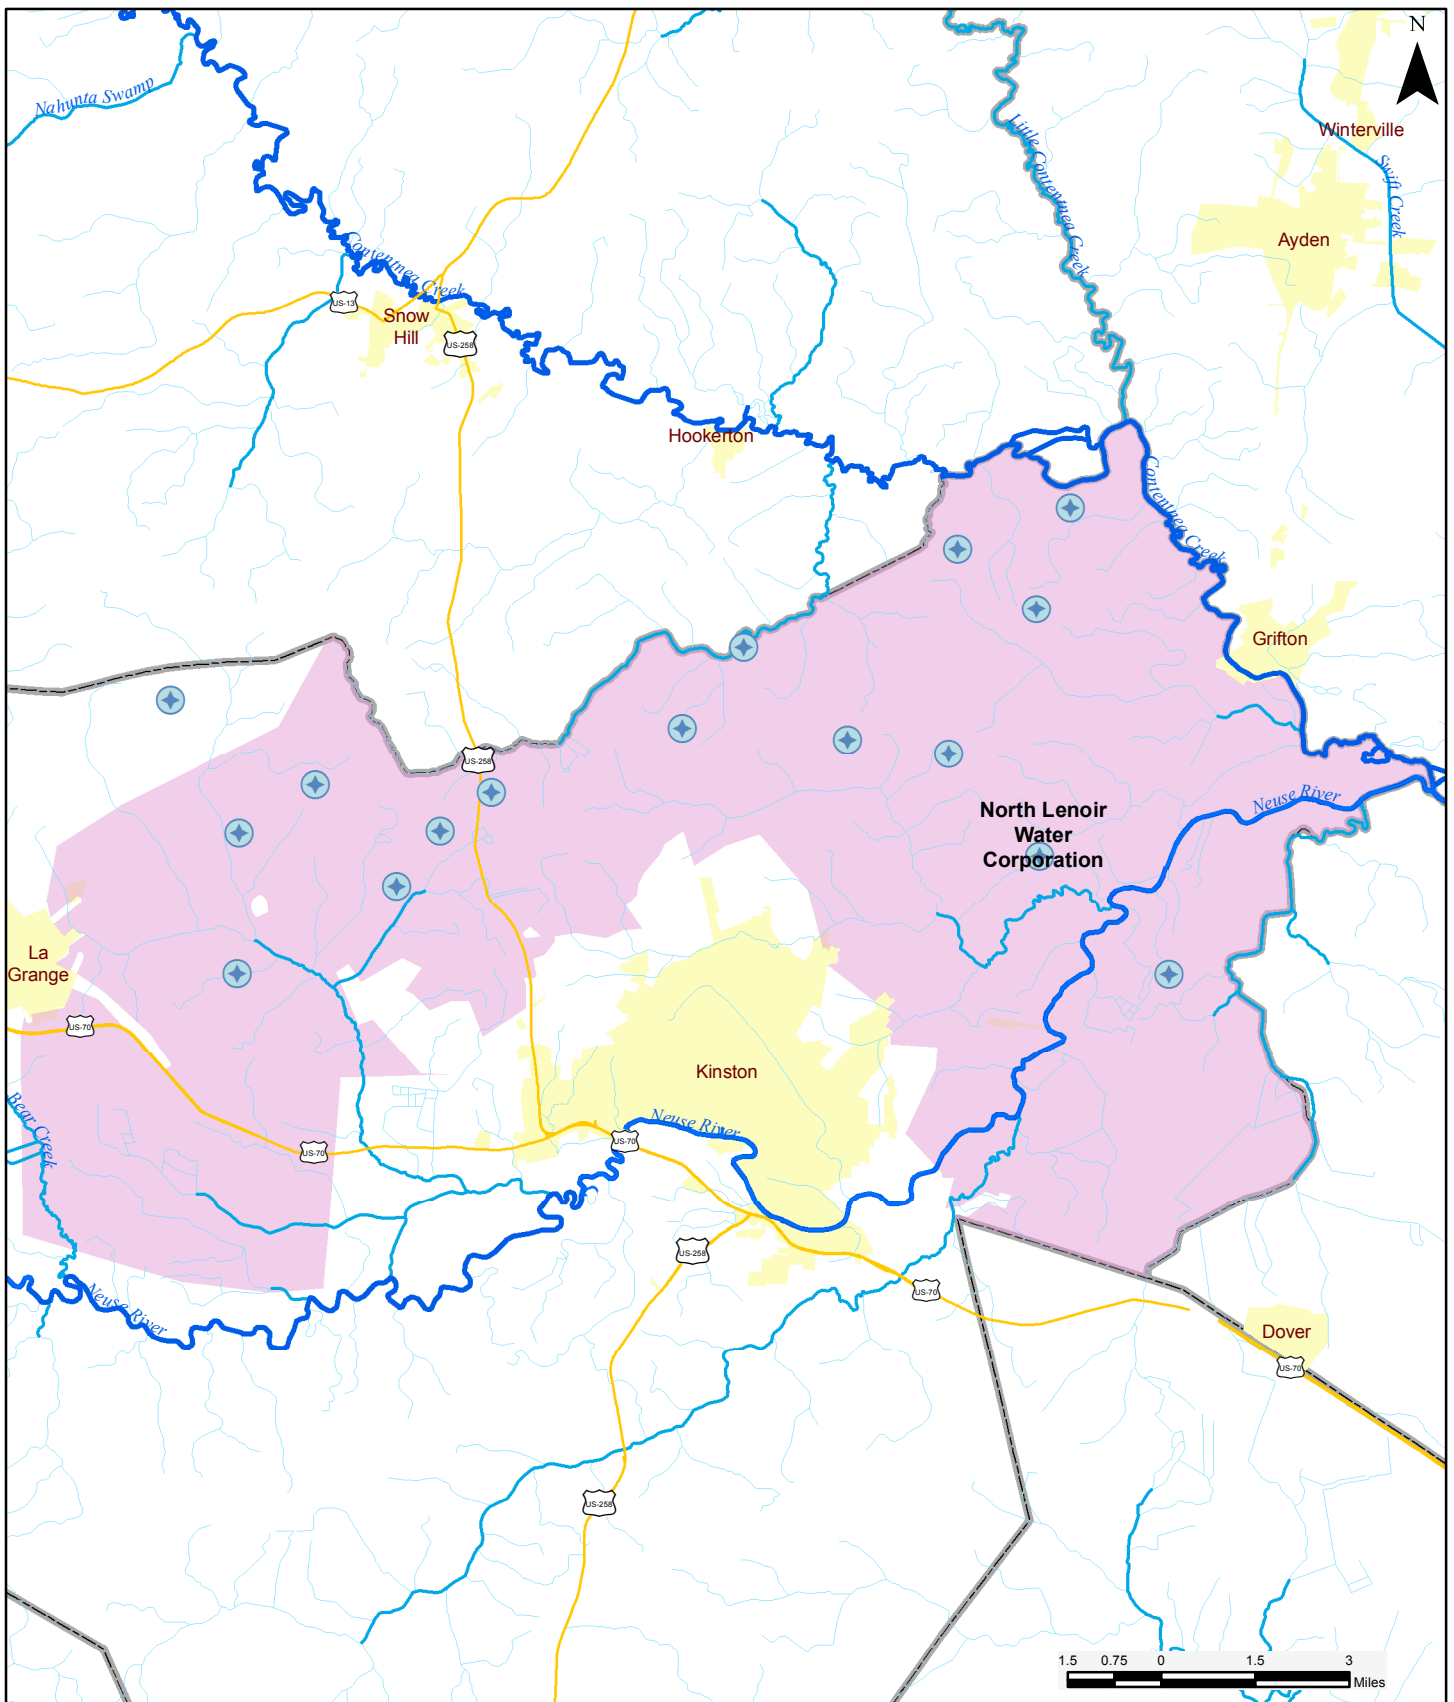 N
Nahunta Swamp
Little Contentnea Creek
Winterville
Swift Creek
Ayden
Contentnea Creek
US-13
Snow
Hill
US-258
Hookerton
Contentnea Creek
Grifton
US-258
Neuse River
North Lenoir
Water
Corporation
La
Grange
US-70
Kinston
Bear Creek
Neuse River
US-70
US-70
US-258
US-70
Neuse River
Dover
US-70
US-258
1.5 0.75 0 1.5 3
Miles